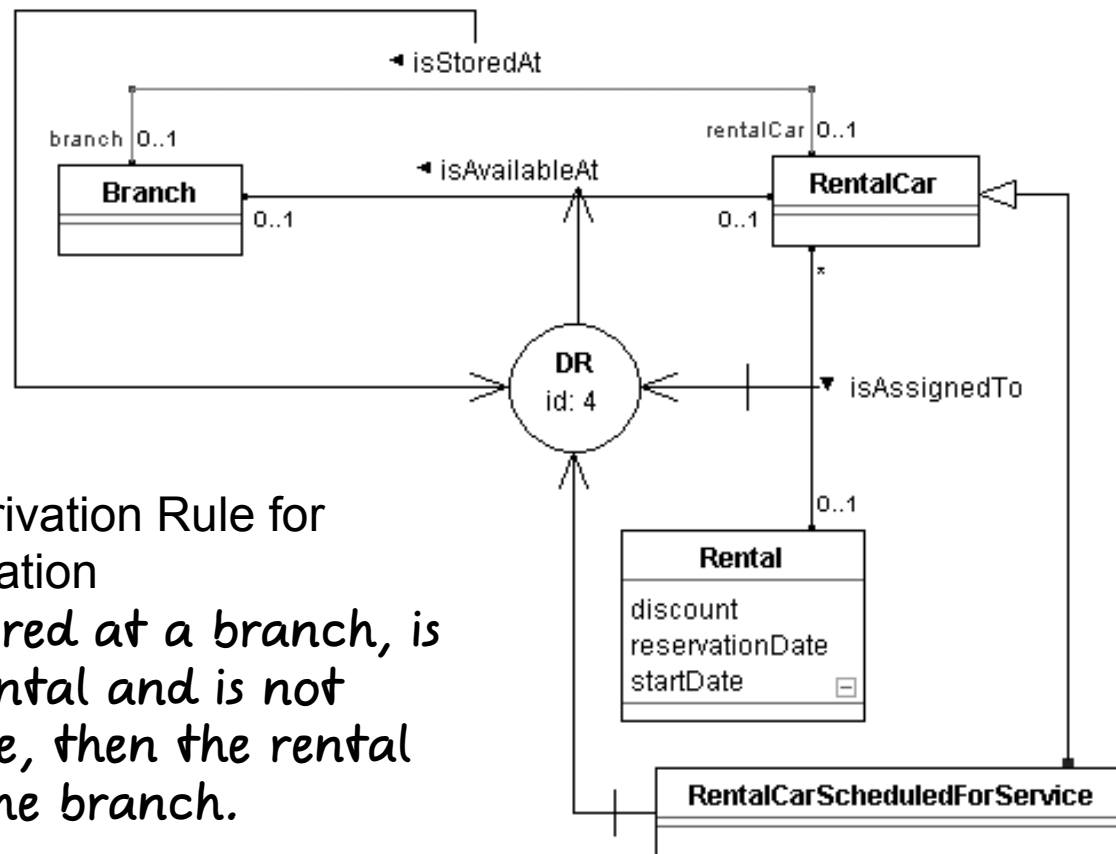 ◄ isStoredAt
branch 0..1
rentalCar 0..1
◄ isAvailableAt
Branch
RentalCar
0..1
0..1
*
DR
id: 4
▼ isAssignedTo
0..1
rivation Rule for
ation
red at a branch, is
ntal and is not
e, then the rental
he branch.
Rental
discount
reservationDate
startDate
RentalCarScheduledForService